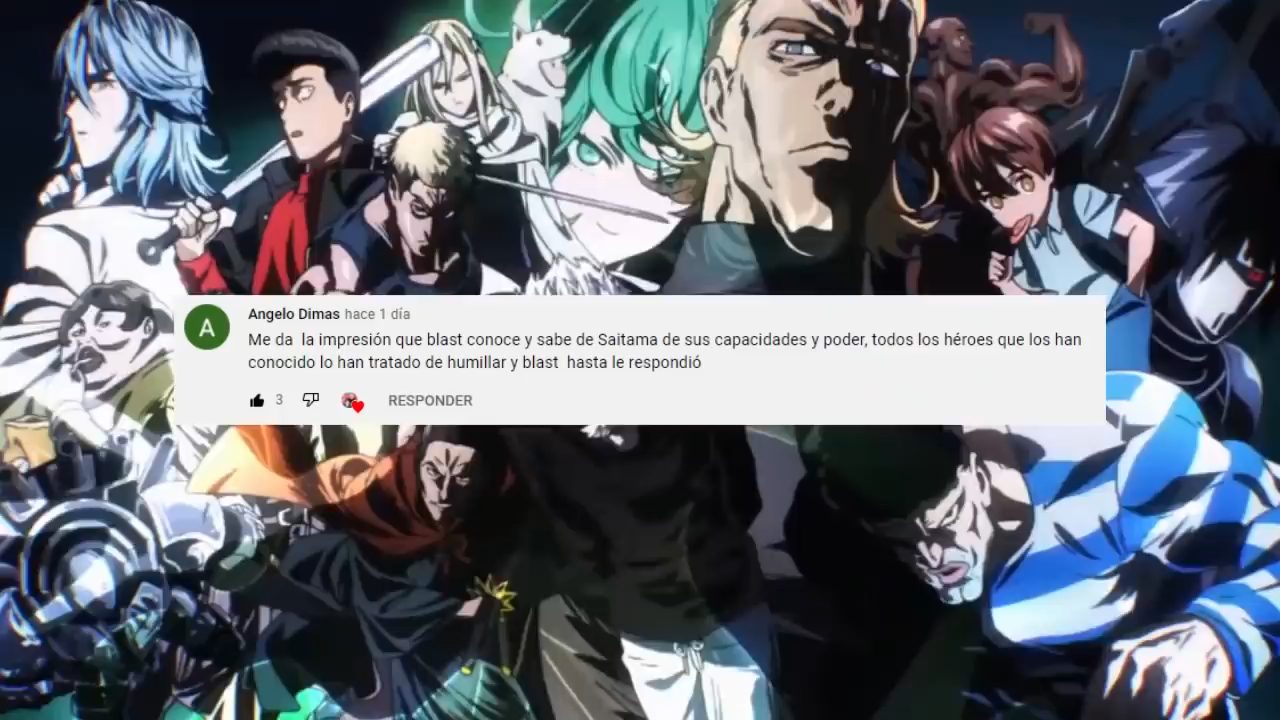 A
Angelo Dimas hace 1 día
Me da  la impresión que blast conoce y sabe de Saitama de sus capacidades y poder, todos los héroes que los han
conocido lo han tratado de humillar y blast  hasta le respondió
3 RESPONDER